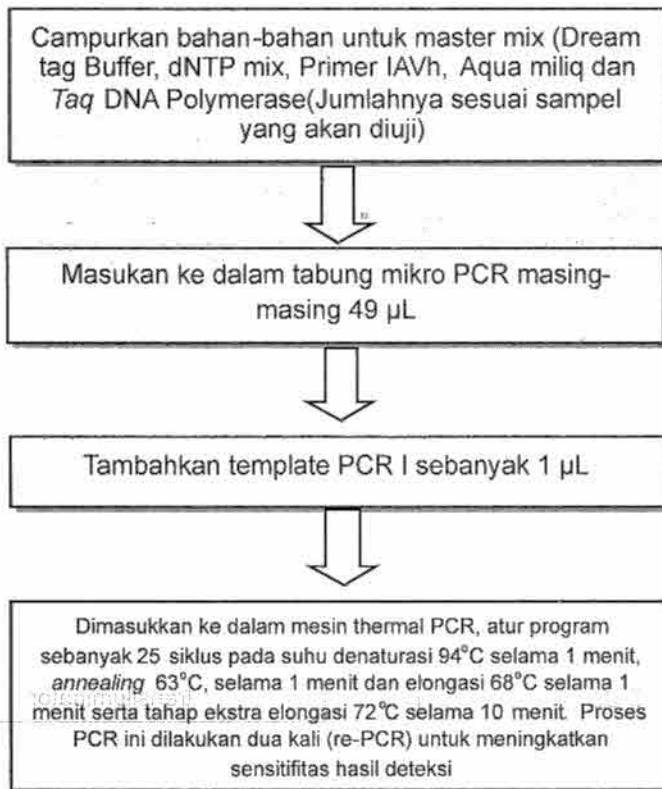 Campurkan bahan-bahan untuk master mix (Dream
tag Buffer, dNTP mix, Primer IAVh, Aqua miliq dan
Taq DNA Polymerase(Jumlahnya sesuai sampel
yang akan diuji)
Masukan ke dalam tabung mikro PCR masing-
masing 49 µL
Tambahkan template PCR I sebanyak 1 µL
Dimasukkan ke dalam mesin thermal PCR, atur program
sebanyak 25 siklus pada suhu denaturasi 94°C selama 1 menit,
annealing 63°C, selama 1 menit dan elongasi 68°C selama 1
menit serta tahap ekstra elongasi 72°C selama 10 menit. Proses
PCR ini dilakukan dua kali (re-PCR) untuk meningkatkan
sensitifitas hasil deteksi